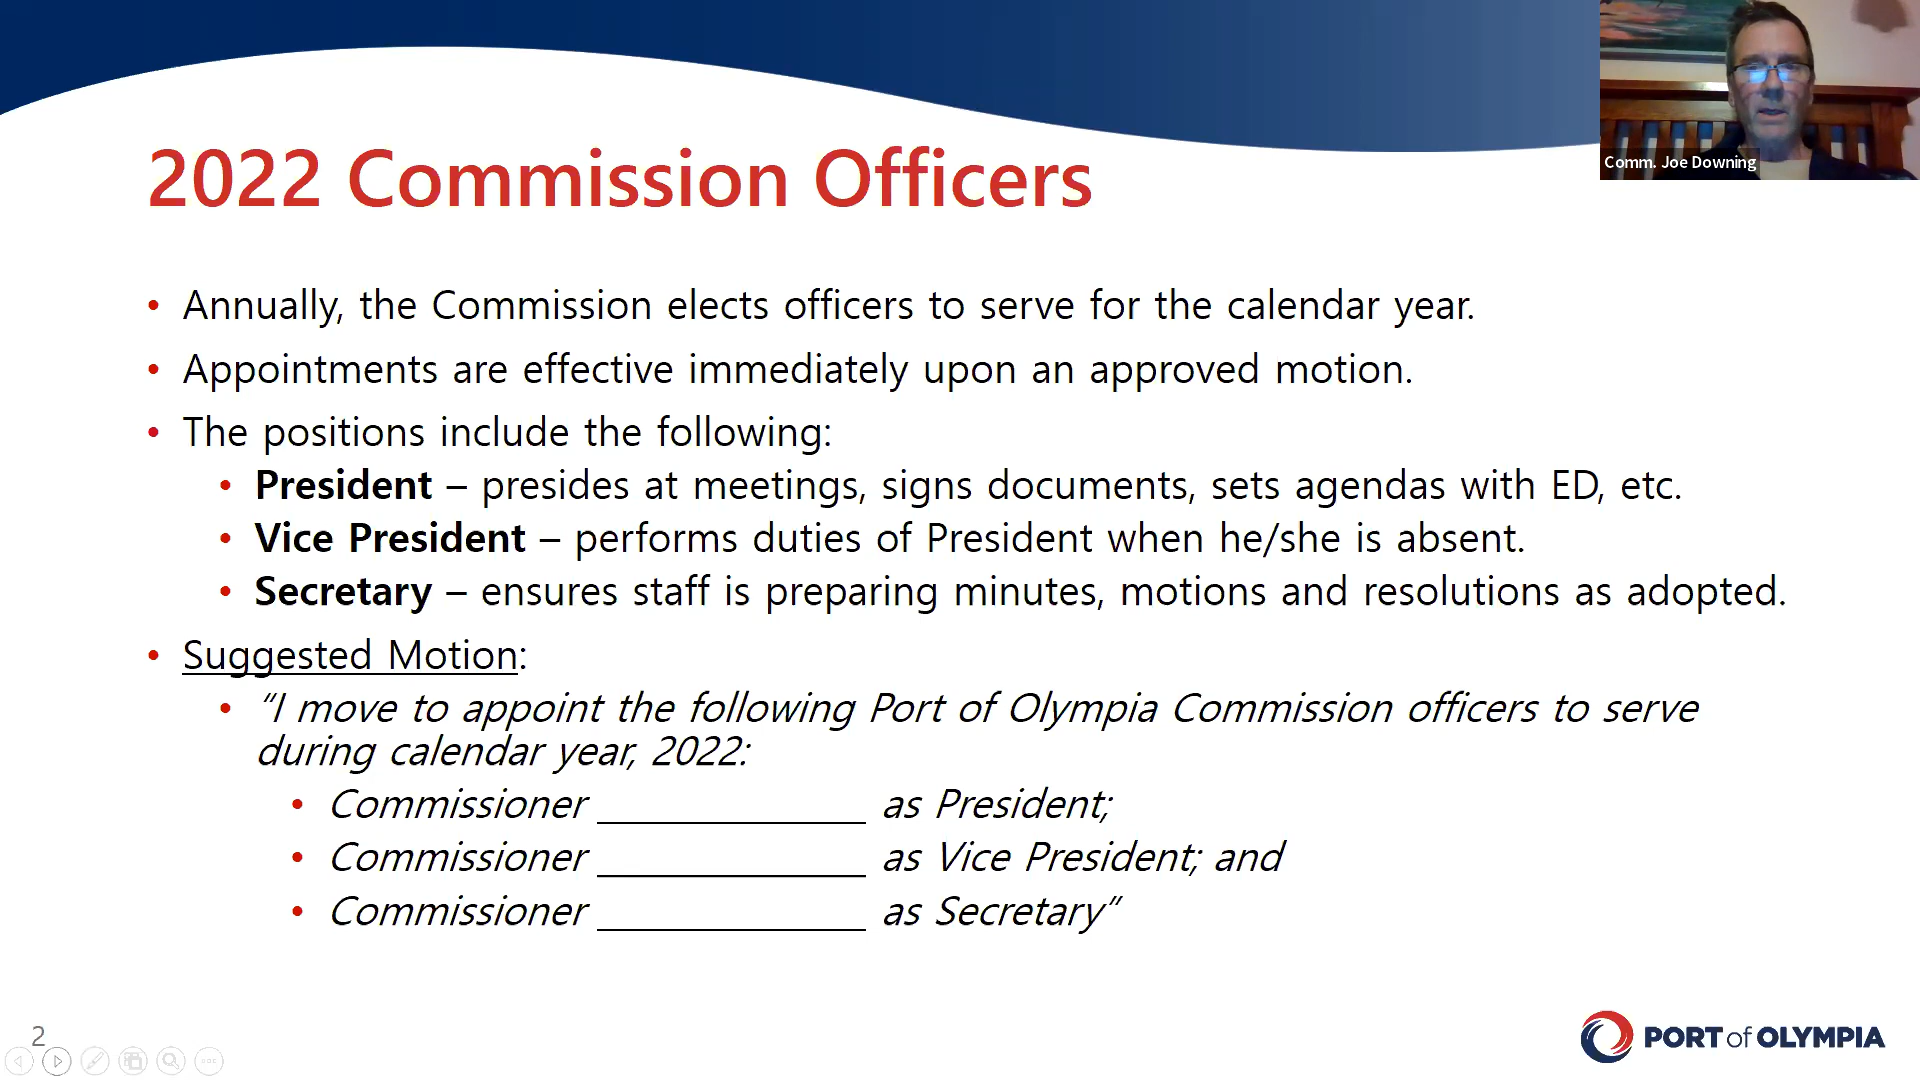 Comm. Joe Downing
2022 Commission Officers
• Annually, the Commission elects officers to serve for the calendar year.
• Appointments are effective immediately upon an approved motion.
• The positions include the following:
• President – presides at meetings, signs documents, sets agendas with ED, etc.
• Vice President – performs duties of President when he/she is absent.
• Secretary – ensures staff is preparing minutes, motions and resolutions as adopted.
• Suggested Motion:
• “I move to appoint the following Port of Olympia Commission officers to serve
during calendar year, 2022:
• Commissioner ______________ as President;
• Commissioner ______________ as Vice President; and
• Commissioner ______________ as Secretary”
2
PORT of OLYMPIA